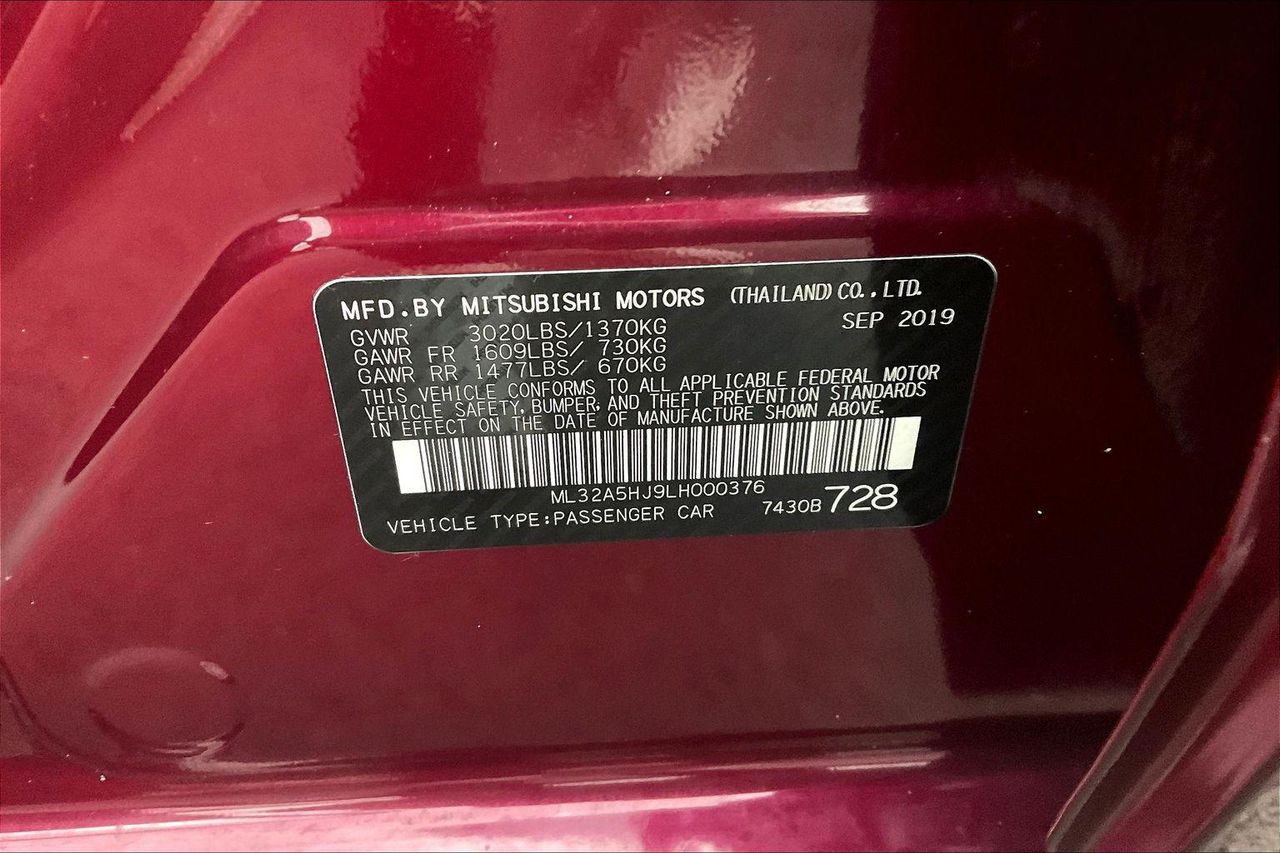 MFD.BY MITSUBISHI MOTORS (THAILAND) CO., LTD.
SEP 2019
GVWR 3020LBS/1370KG
GAWR FR 1609LBS/ 730KG
GAWR RR 1477LBS/ 670KG
THIS VEHICLE CONFORMS TO ALL APPLICABLE FEDERAL MOTOR
VEHICLE SAFETY, BUMPER, AND THEFT PREVENTION STANDARDS
IN EFFECT ON THE DATE OF MANUFACTURE SHOWN ABOVE.
ML32A5HJ9LH000376
VEHICLE TYPE:PASSENGER CAR 7430B 728